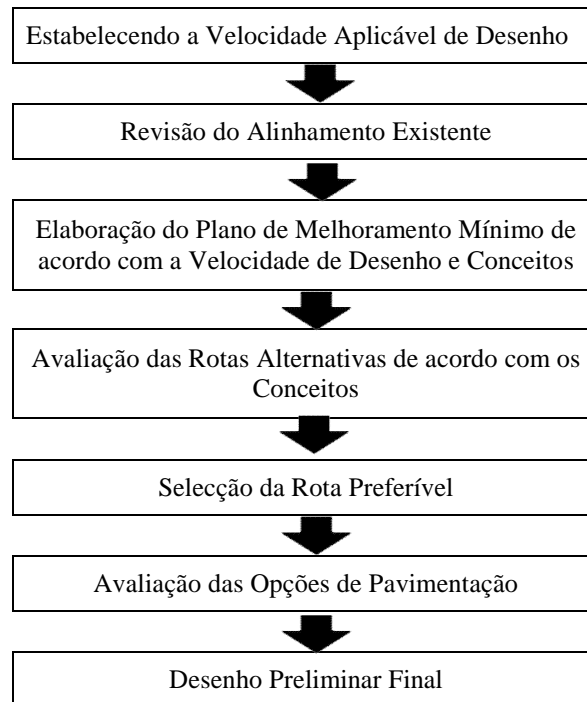 Estabelecendo a Velocidade Aplicável de Desenho
Revisão do Alinhamento Existente
Elaboração do Plano de Melhoramento Mínimo de
acordo com a Velocidade de Desenho e Conceitos
Avaliação das Rotas Alternativas de acordo com os
Conceitos
Selecção da Rota Preferível
Avaliação das Opções de Pavimentação
Desenho Preliminar Final